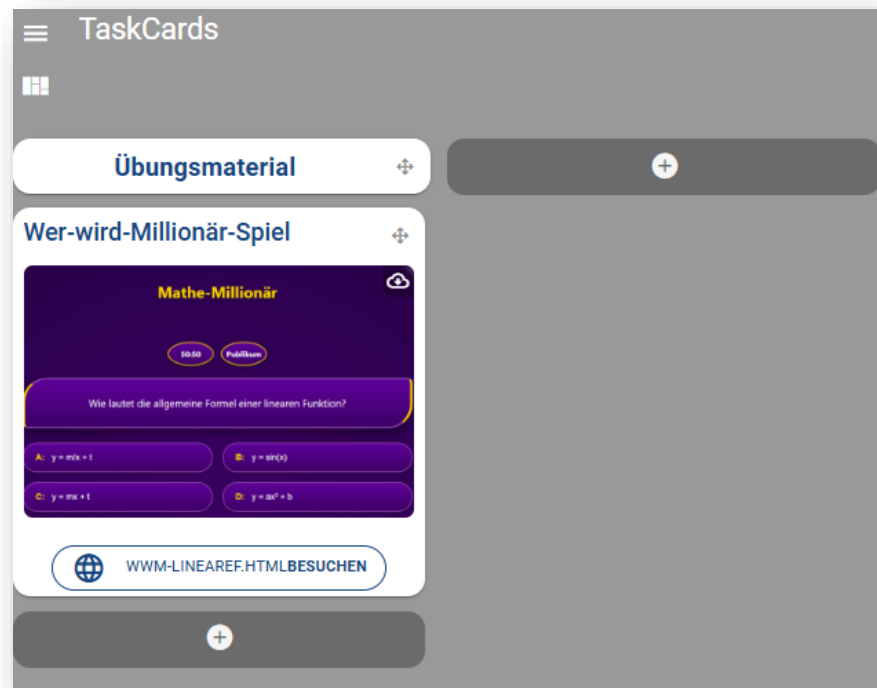 TaskCards
Übungsmaterial
Wer-wird-Millionär-Spiel
Mathe-Millionär
50:50 Publikum
Wie lautet die allgemeine Formel einer linearen Funktion?
A: y = m/x + t B: y = sin(x)
C: y = mx + t D: y = ax² + b
WWM-LINEAREF.HTMLBESUCHEN